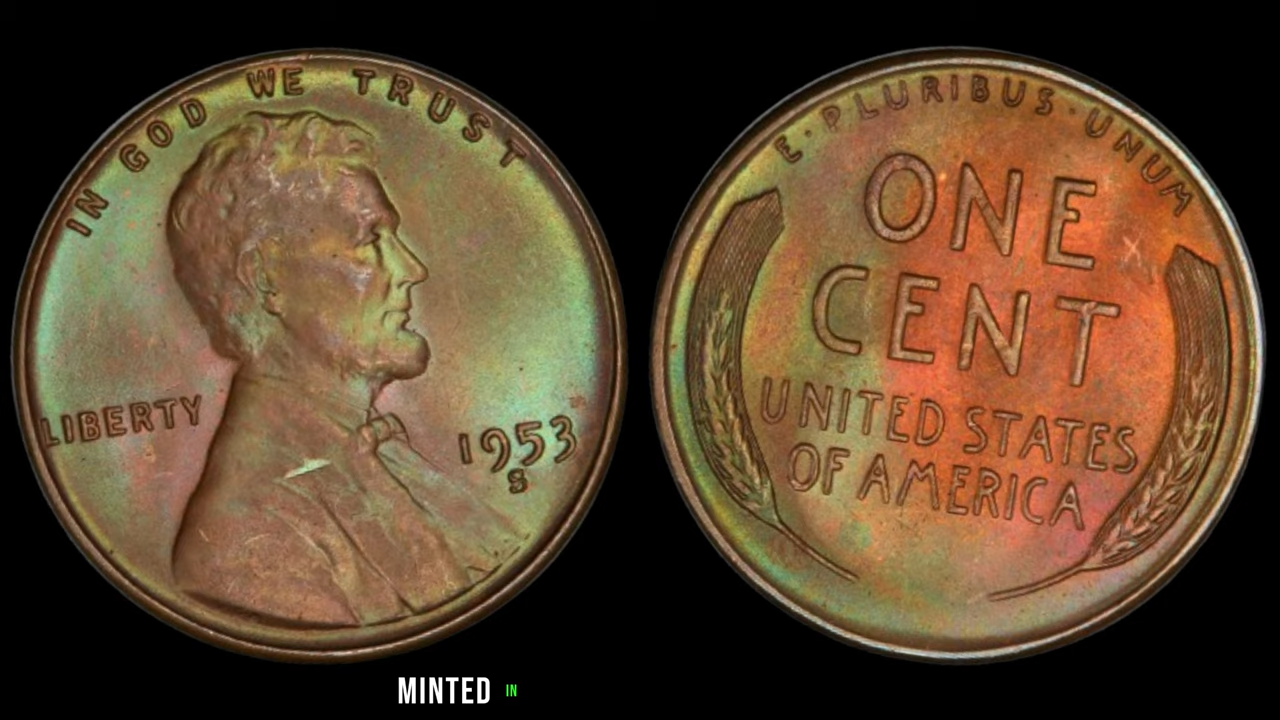 IN GOD WE TRUST
LIBERTY
1953
S
E · PLURIBUS · UNUM
ONE
CENT
UNITED STATES
OF AMERICA
MINTED IN